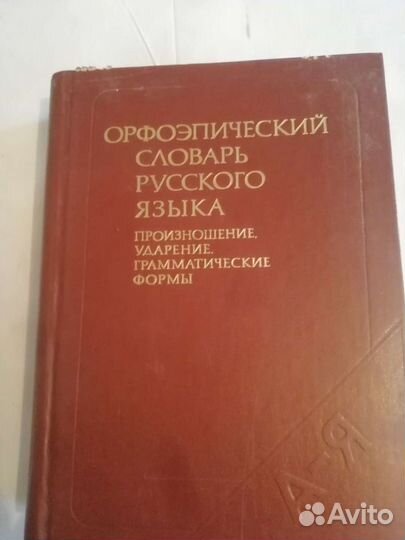 ОРФОЭПИЧЕСКИЙ
СЛОВАРЬ
РУССКОГО
ЯЗЫКА
ПРОИЗНОШЕНИЕ,
УДАРЕНИЕ,
ГРАММАТИЧЕСКИЕ
ФОРМЫ
А-Я
Avito